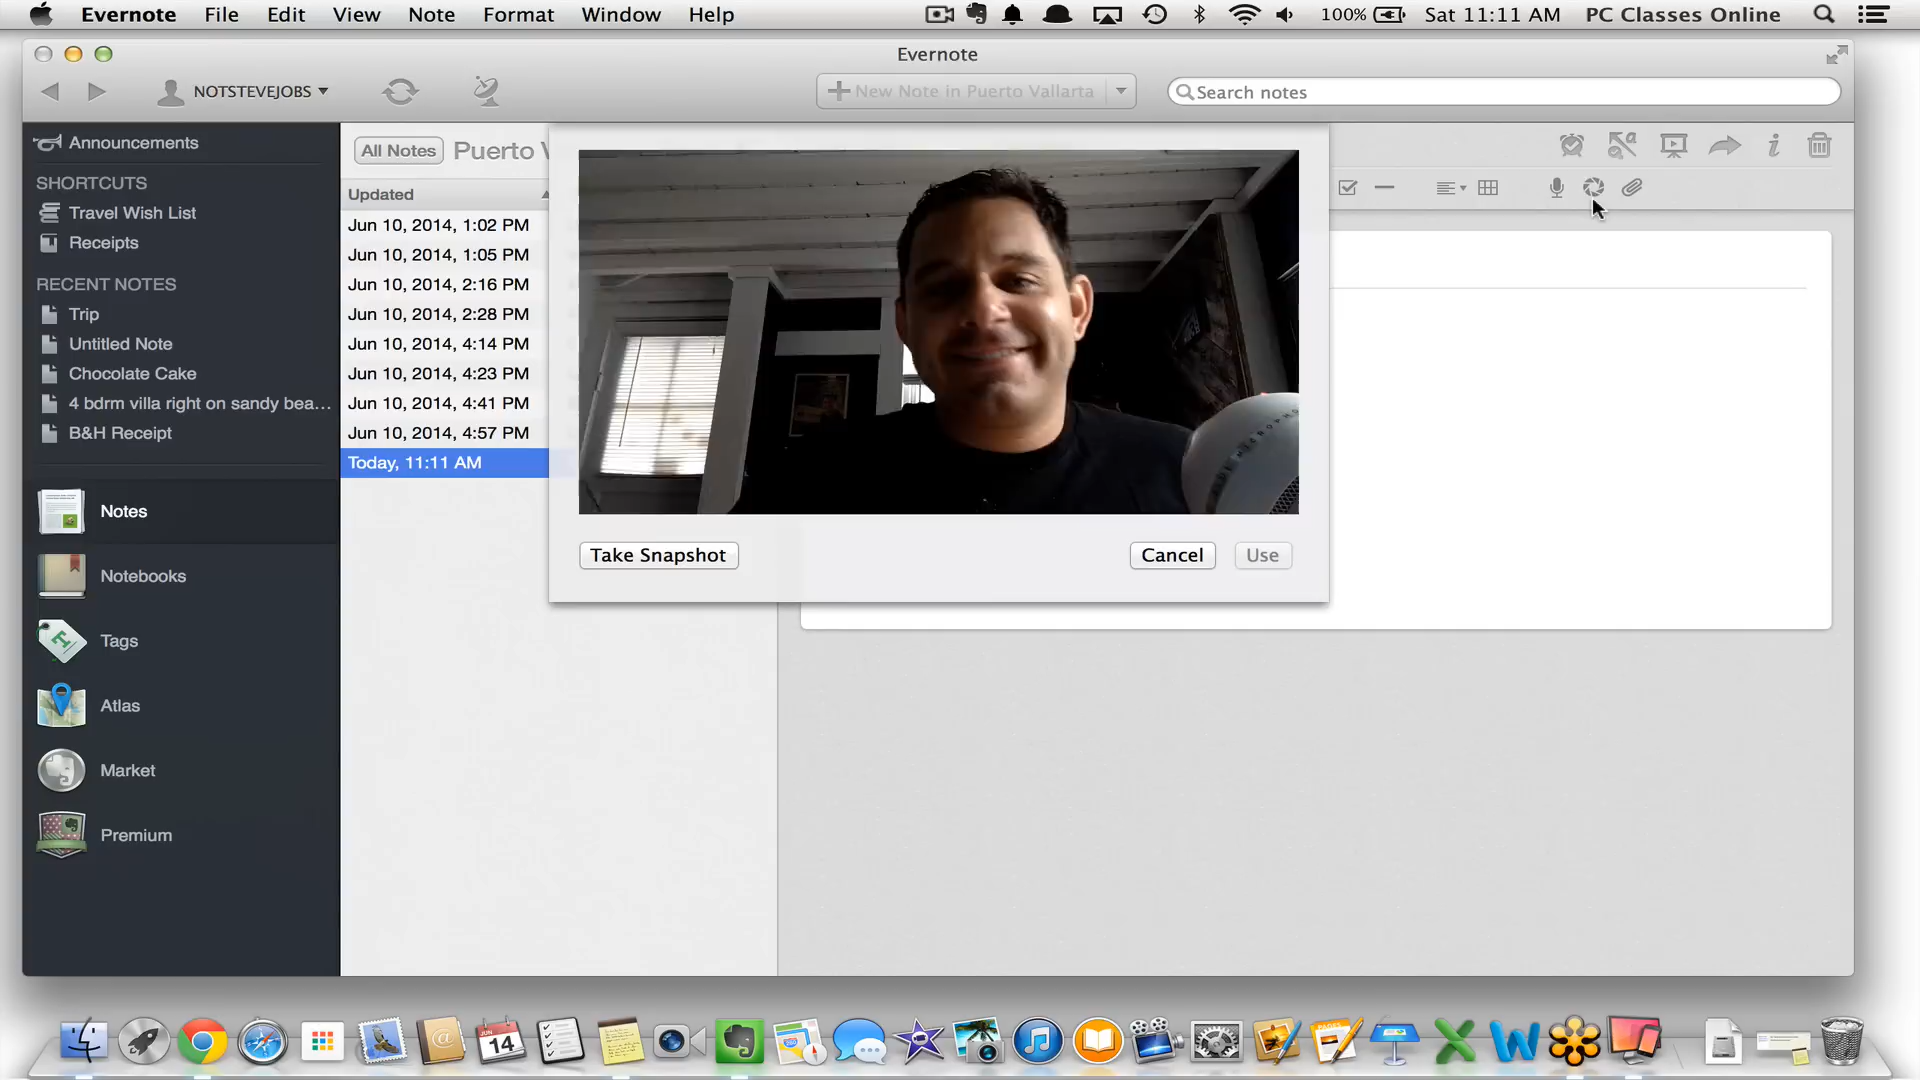 Evernote File Edit View Note Format Window Help 100% Sat 11:11 AM PC Classes Online
Evernote
NOTSTEVEJOBS New Note in Puerto Vallarta Search notes
Announcements
SHORTCUTS
Travel Wish List
Receipts
RECENT NOTES
Trip
Untitled Note
Chocolate Cake
4 bdrm villa right on sandy bea...
B&H Receipt
Notes
Notebooks
Tags
Atlas
Market
Premium
All Notes Puerto V
Updated
Jun 10, 2014, 1:02 PM
Jun 10, 2014, 1:05 PM
Jun 10, 2014, 2:16 PM
Jun 10, 2014, 2:28 PM
Jun 10, 2014, 4:14 PM
Jun 10, 2014, 4:23 PM
Jun 10, 2014, 4:41 PM
Jun 10, 2014, 4:57 PM
Today, 11:11 AM
Take Snapshot Cancel Use
JUN
14
PAGES